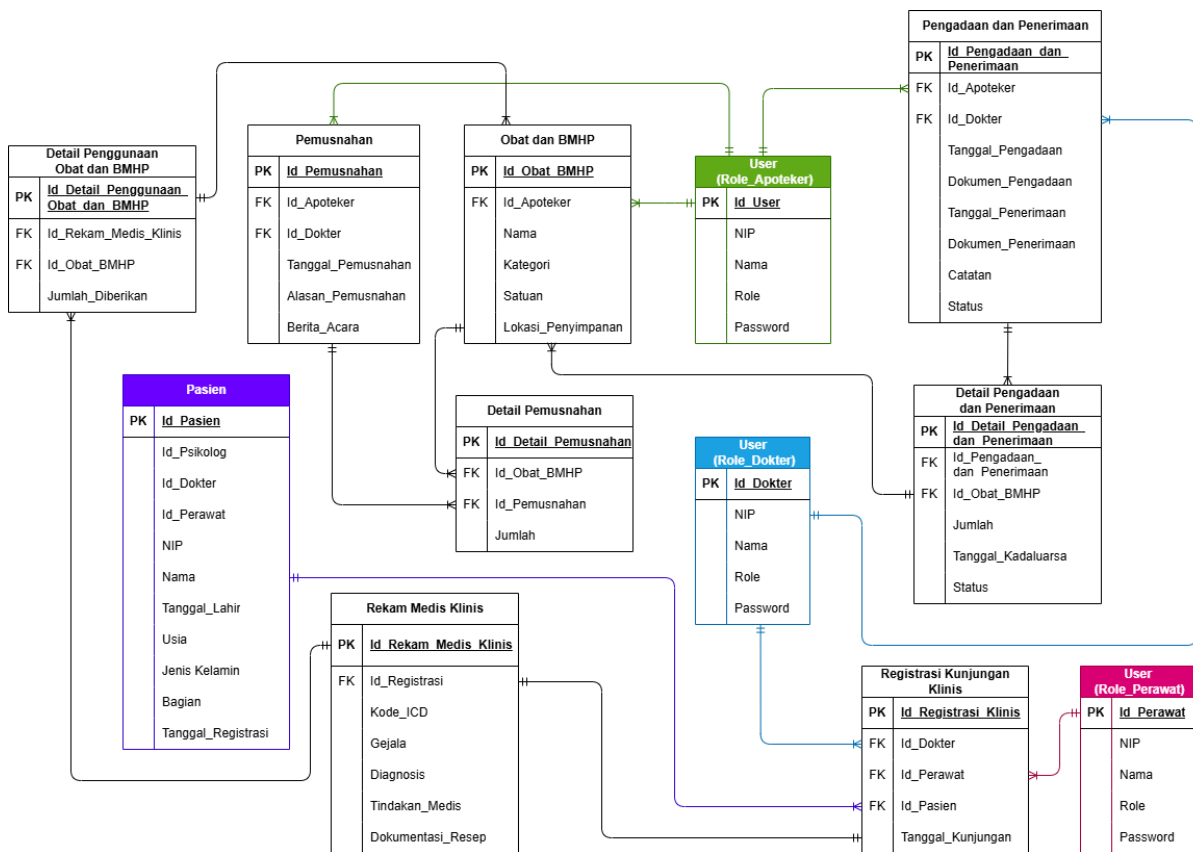 Pengadaan dan Penerimaan
PK
Id_Pengadaan dan_
Penerimaan
FK
Id_Apoteker
FK
Id_Dokter
Tanggal_Pengadaan
Dokumen_Pengadaan
Tanggal_Penerimaan
Dokumen_Penerimaan
Catatan
Status
Detail Penggunaan
Obat dan BMHP
PK
Id_Detail_Penggunaan_
Obat_dan_BMHP
FK
Id_Rekam_Medis_Klinis
FK
Id_Obat_BMHP
Jumlah_Diberikan
Pemusnahan
PK
Id_Pemusnahan
FK
Id_Apoteker
FK
Id_Dokter
Tanggal_Pemusnahan
Alasan_Pemusnahan
Berita_Acara
Obat dan BMHP
PK
Id_Obat_BMHP
FK
Id_Apoteker
Nama
Kategori
Satuan
Lokasi_Penyimpanan
User
(Role_Apoteker)
PK
Id_User
NIP
Nama
Role
Password
Pasien
PK
Id_Pasien
Id_Psikolog
Id_Dokter
Id_Perawat
NIP
Nama
Tanggal_Lahir
Usia
Jenis Kelamin
Bagian
Tanggal_Registrasi
Detail Pemusnahan
PK
Id_Detail_Pemusnahan
FK
Id_Obat_BMHP
FK
Id_Pemusnahan
Jumlah
Detail Pengadaan
dan Penerimaan
PK
Id_Detail_Pengadaan_
dan_Penerimaan
FK
Id_Pengadaan_
dan_Penerimaan
FK
Id_Obat_BMHP
Jumlah
Tanggal_Kadaluarsa
Status
User
(Role_Dokter)
PK
Id_Dokter
NIP
Nama
Role
Password
Rekam Medis Klinis
PK
Id_Rekam_Medis_Klinis
FK
Id_Registrasi
Kode_ICD
Gejala
Diagnosis
Tindakan_Medis
Dokumentasi_Resep
Registrasi Kunjungan
Klinis
PK
Id_Registrasi_Klinis
FK
Id_Dokter
FK
Id_Perawat
FK
Id_Pasien
Tanggal_Kunjungan
User
(Role_Perawat)
PK
Id_Perawat
NIP
Nama
Role
Password